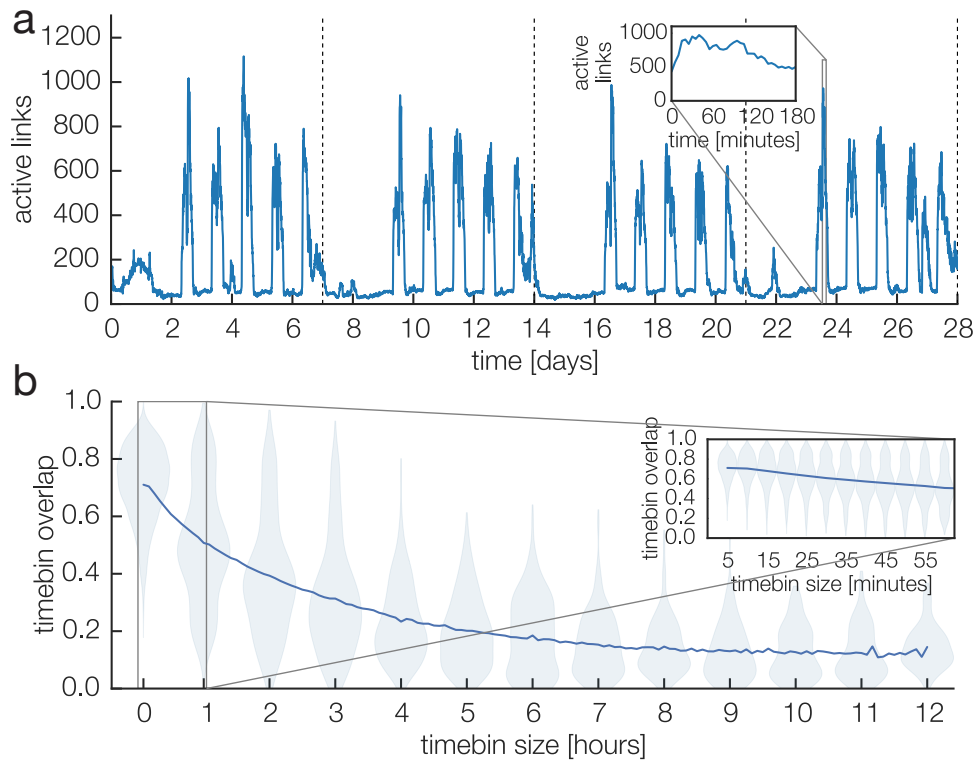 a
1200
1000
800
600
400
200
0
active links
0 2 4 6 8 10 12 14 16 18 20 22 24 26 28
time [days]
1000
500
0
active
links
0 60 120 180
time [minutes]
b
1.0
0.8
0.6
0.4
0.2
0.0
timebin overlap
0 1 2 3 4 5 6 7 8 9 10 11 12
timebin size [hours]
1.0
0.8
0.6
0.4
0.2
0.0
timebin overlap
5 15 25 35 45 55
timebin size [minutes]